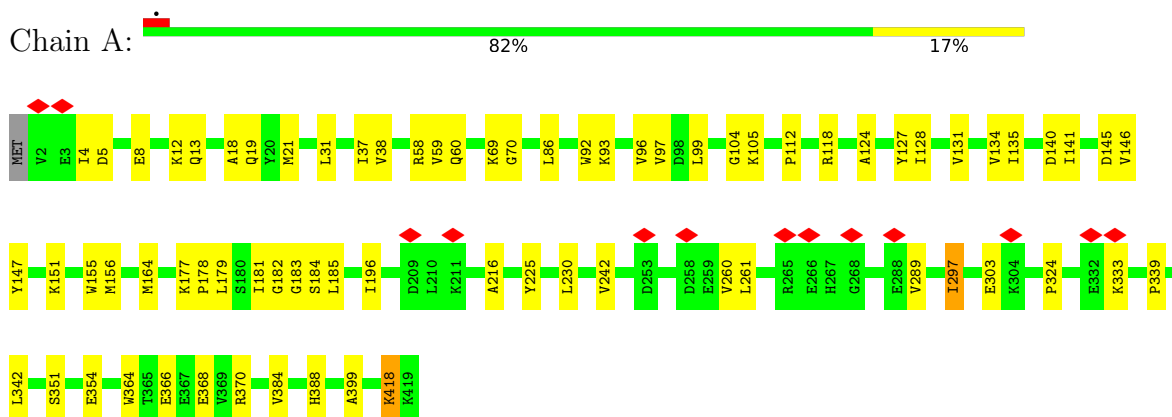 •
Chain A:
82% 17%
MET V2 E3 I4 D5 E8 K12 Q13 A18 Q19 Y20 M21 L31 I37 V38 R58 V59 Q60 K69 G70 L86 W92 K93 V96 V97 D98 L99 G104 K105 P112 R118 A124 Y127 I128 V131 V134 I135 D140 I141 D145 V146
Y147 K151 W155 M156 M164 K177 P178 L179 S180 I181 G182 G183 S184 L185 I196 D209 L210 K211 A216 Y225 L230 V242 D253 D258 E259 V260 L261 R265 E266 H267 G268 E288 V289 I297 E303 K304 P324 E332 K333 P339
L342 S351 E354 W364 T365 E366 E367 E368 V369 R370 V384 H388 A399 K418 K419